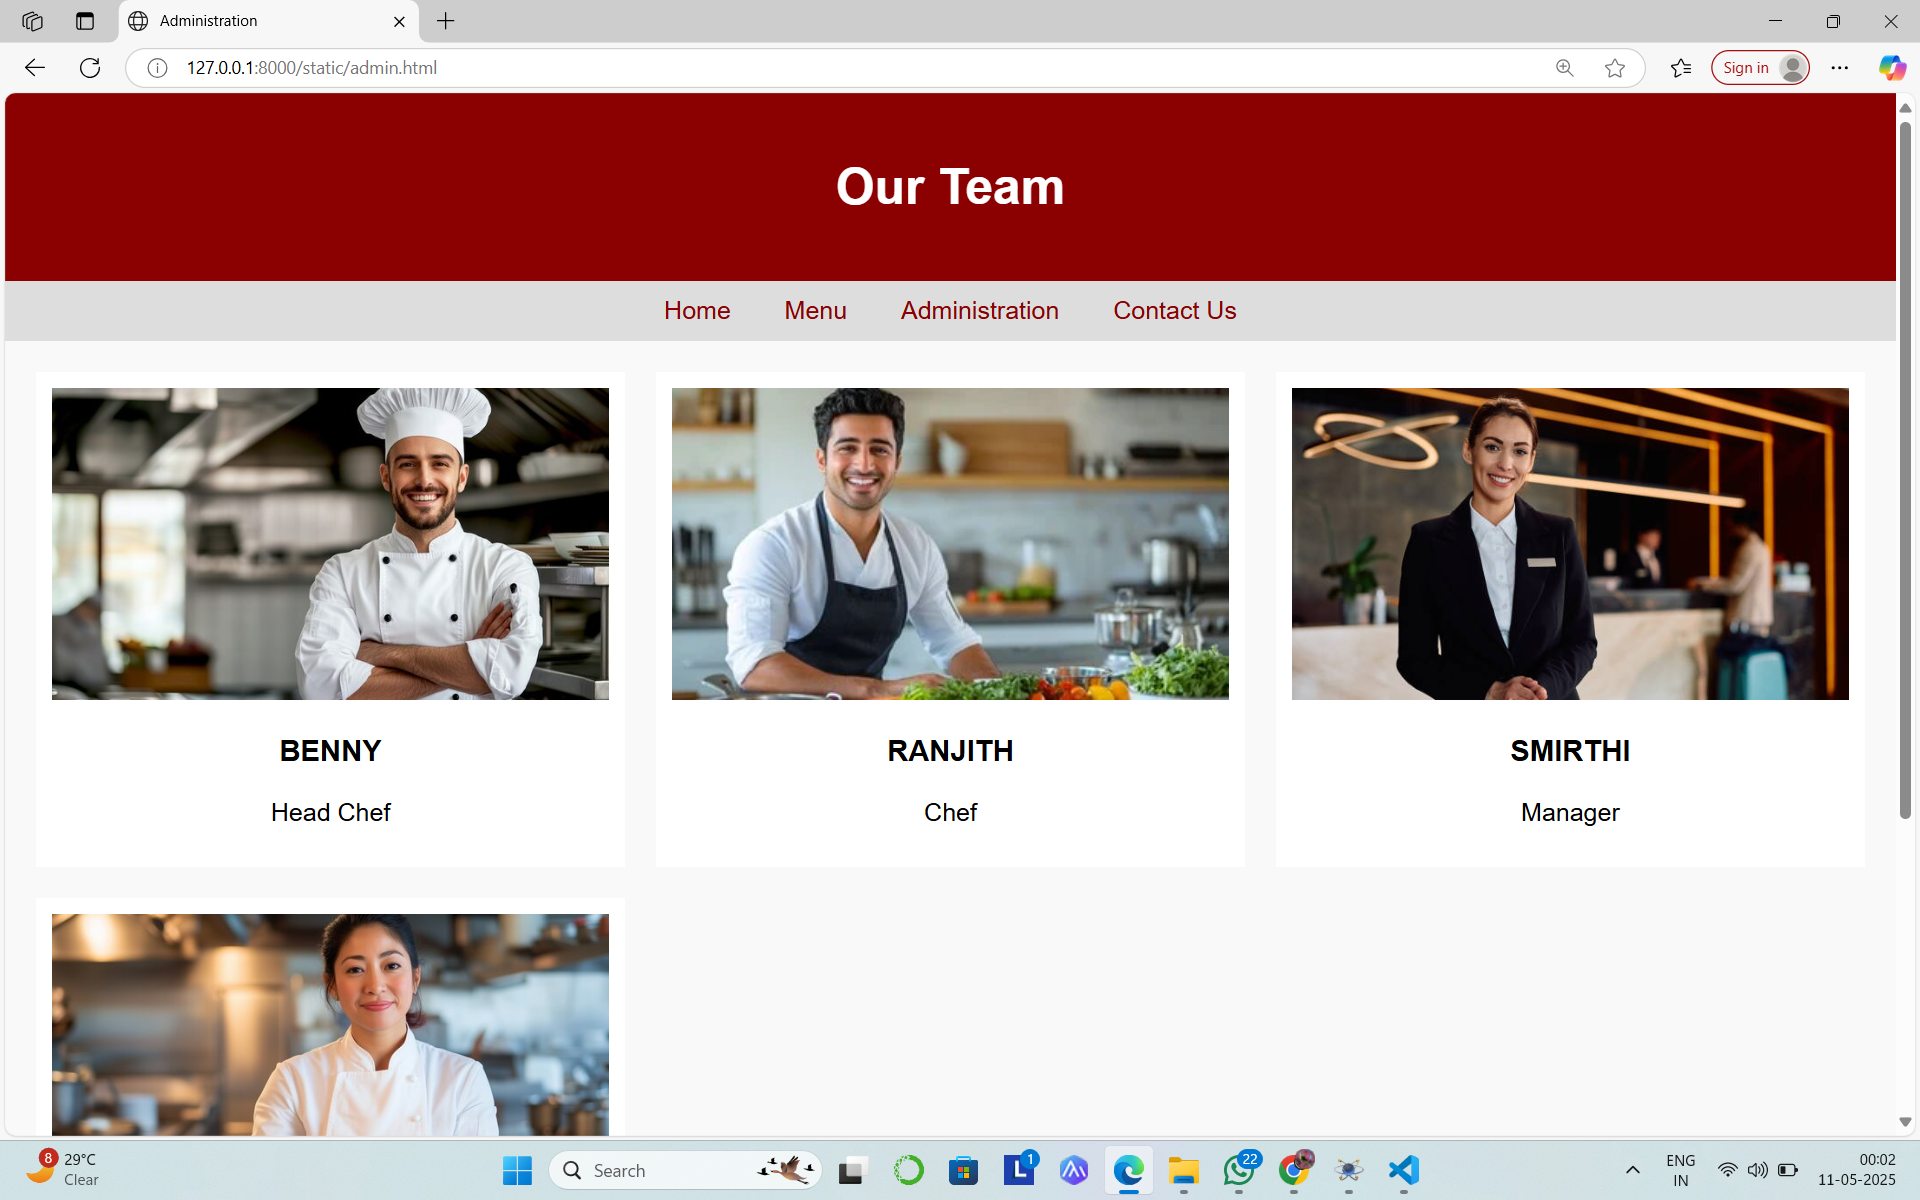 Administration
127.0.0.1:8000/static/admin.html
Sign in
Our Team
Home Menu Administration Contact Us
BENNY
Head Chef
RANJITH
Chef
SMIRTHI
Manager
8
29°C
Clear
Search
L
1
22
ENG
IN
00:02
11-05-2025